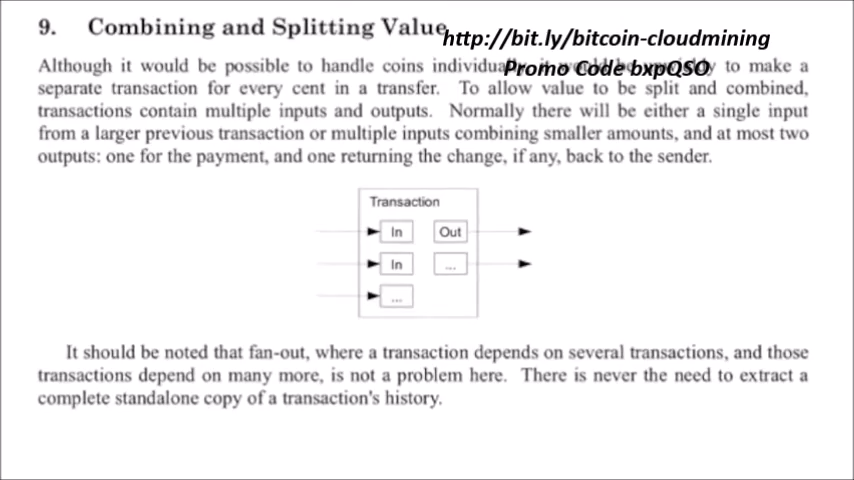 9. Combining and Splitting Value
http://bit.ly/bitcoin-cloudmining
Although it would be possible to handle coins individually, it would be to make a
Promo Code bxpQSO
separate transaction for every cent in a transfer. To allow value to be split and combined,
transactions contain multiple inputs and outputs. Normally there will be either a single input
from a larger previous transaction or multiple inputs combining smaller amounts, and at most two
outputs: one for the payment, and one returning the change, if any, back to the sender.
Transaction
In Out
In ...
...
It should be noted that fan-out, where a transaction depends on several transactions, and those
transactions depend on many more, is not a problem here. There is never the need to extract a
complete standalone copy of a transaction's history.